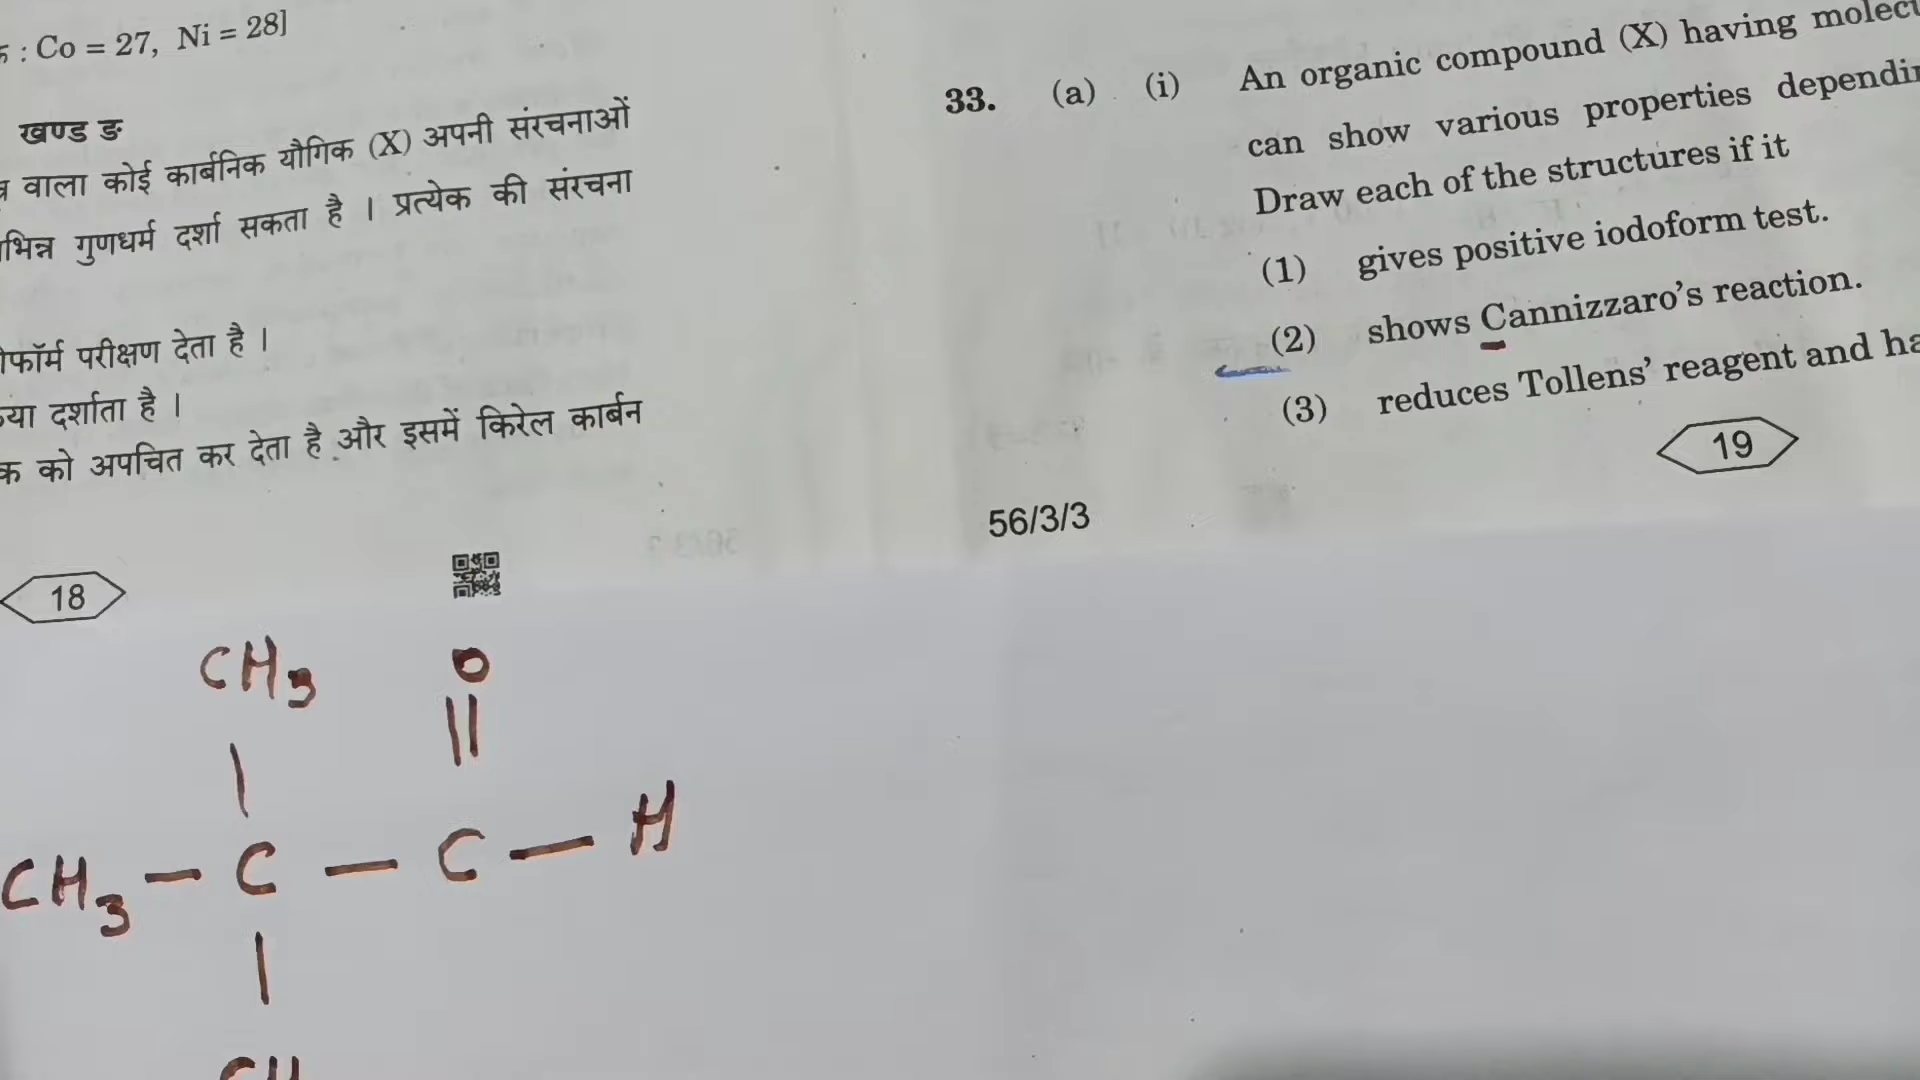 : Co = 27, Ni = 28]
खण्ड ङ
वाला कोई कार्बनिक यौगिक (X) अपनी संरचनाओं
गुणधर्म दर्शा सकता है । प्रत्येक की संरचना
परीक्षण देता है ।
दर्शाता है ।
को अपचित कर देता है और इसमें किरेल कार्बन
18
33. (a) (i) An organic compound (X) having
can show various properties
Draw each of the structures if it
(1) gives positive iodoform test.
(2) shows Cannizzaro's reaction.
(3) reduces Tollens' reagent and
19
56/3/3
CH3 O
CH3 - C - C - H